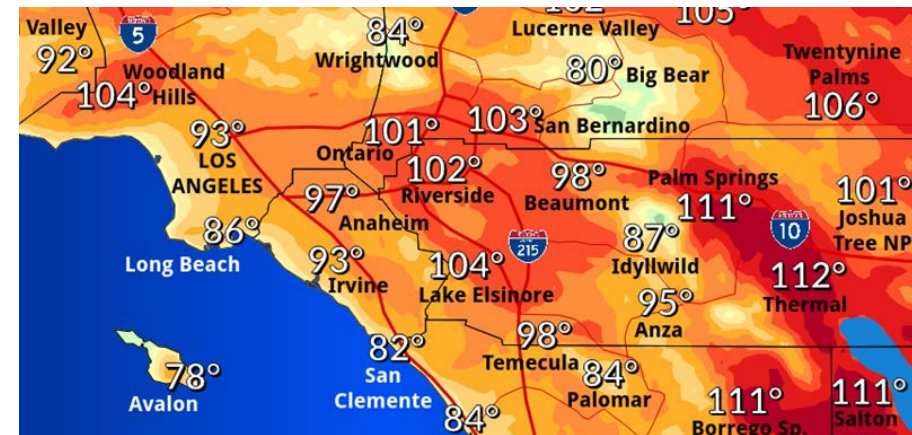 105°
Valley
5
84°
Lucerne Valley
92°
Wrightwood
Twentynine
Palms
Woodland
Hills
104°
80°
Big Bear
106°
93°
LOS
ANGELES
101°
Ontario
103°
San Bernardino
102°
Riverside
98°
Beaumont
Palm Springs
111°
101°
Joshua
Tree NP
97°
Anaheim
86°
Long Beach
215
87°
Idyllwild
10
93°
Irvine
104°
Lake Elsinore
112°
Thermal
95°
Anza
82°
San
Clemente
98°
Temecula
78°
Avalon
84°
Palomar
111°
Borrego Sp.
111°
Salton
84°